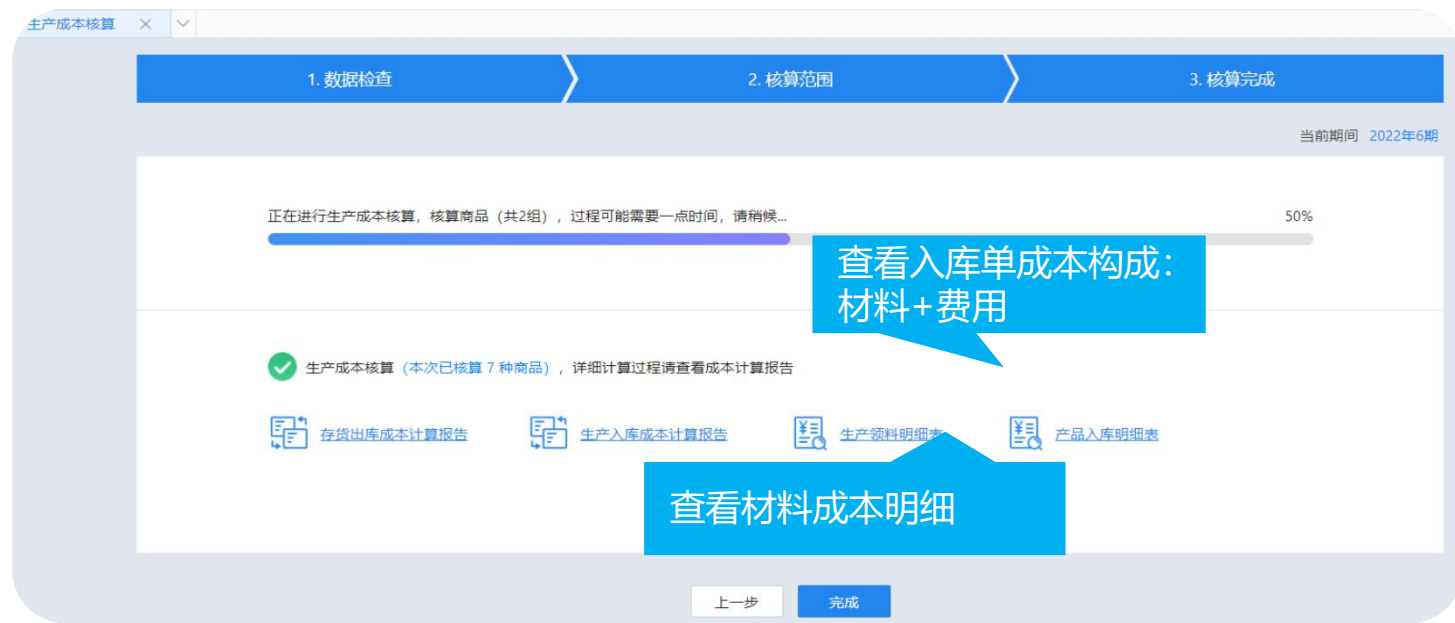 生产成本核算
1. 数据检查
2. 核算范围
3. 核算完成
当前期间 2022年6期
正在进行生产成本核算，核算商品（共2组），过程可能需要一点时间，请稍候...
50%
查看入库单成本构成：
材料+费用
生产成本核算（本次已核算 7 种商品），详细计算过程请查看成本计算报告
存货出库成本计算报告
生产入库成本计算报告
生产领料明细表
产品入库明细表
查看材料成本明细
上一步
完成